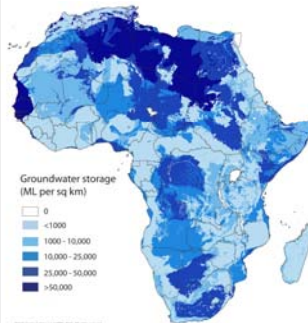 Groundwater storage
(ML per sq km)
0
<1000
1000 - 10,000
10,000 - 25,000
25,000 - 50,000
>50,000